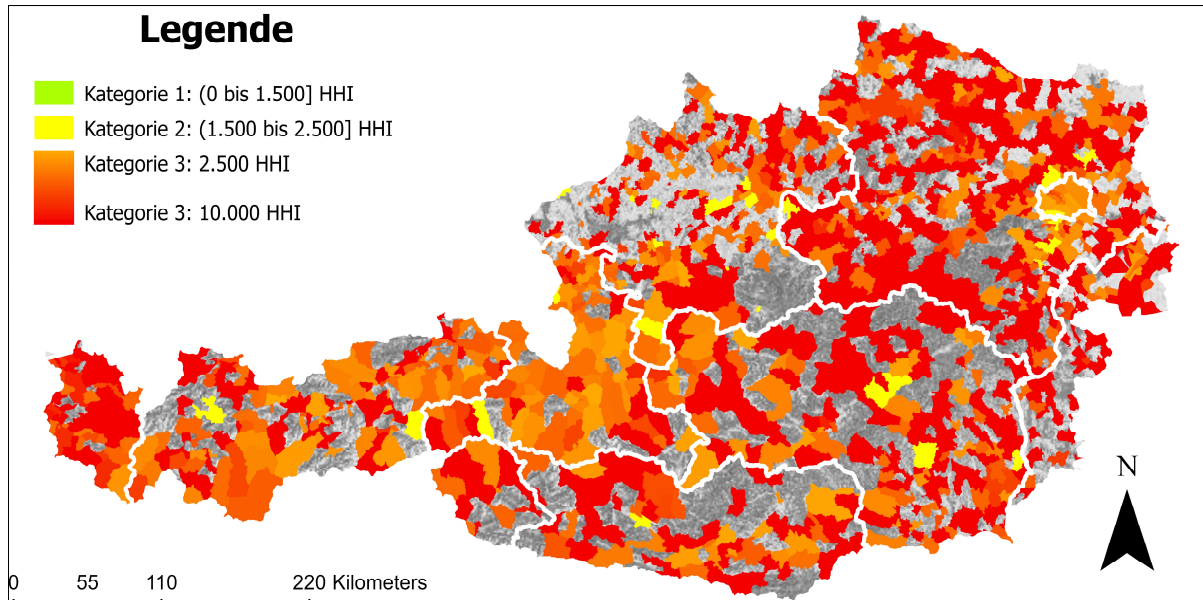 Legende
Kategorie 1: (0 bis 1.500] HHI
Kategorie 2: (1.500 bis 2.500] HHI
Kategorie 3: 2.500 HHI
Kategorie 3: 10.000 HHI
N
0 55 110 220 Kilometers